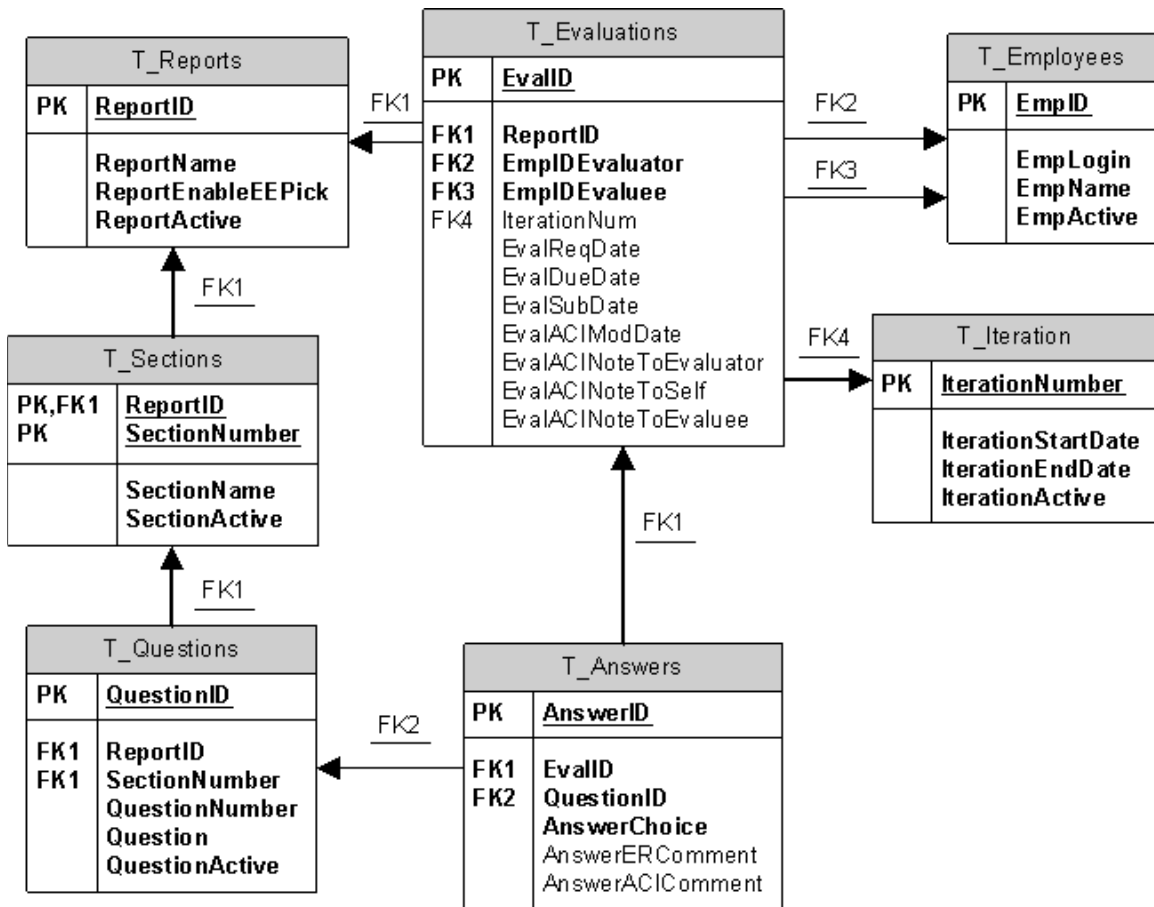 T_Reports
PK ReportID
ReportName
ReportEnableEEPick
ReportActive
FK1
T_Evaluations
PK EvalID
FK1 ReportID
FK2 EmpIDEvaluator
FK3 EmpIDEvaluee
FK4 IterationNum
EvalReqDate
EvalDueDate
EvalSubDate
EvalACIModDate
EvalACINoteToEvaluator
EvalACINoteToSelf
EvalACINoteToEvaluee
FK2
FK3
T_Employees
PK EmpID
EmpLogin
EmpName
EmpActive
FK1
T_Sections
PK,FK1 ReportID
PK SectionNumber
SectionName
SectionActive
FK4
T_Iteration
PK IterationNumber
IterationStartDate
IterationEndDate
IterationActive
FK1
FK1
T_Questions
PK QuestionID
FK1 ReportID
FK1 SectionNumber
QuestionNumber
Question
QuestionActive
FK2
T_Answers
PK AnswerID
FK1 EvalID
FK2 QuestionID
AnswerChoice
AnswerERComment
AnswerACIComment